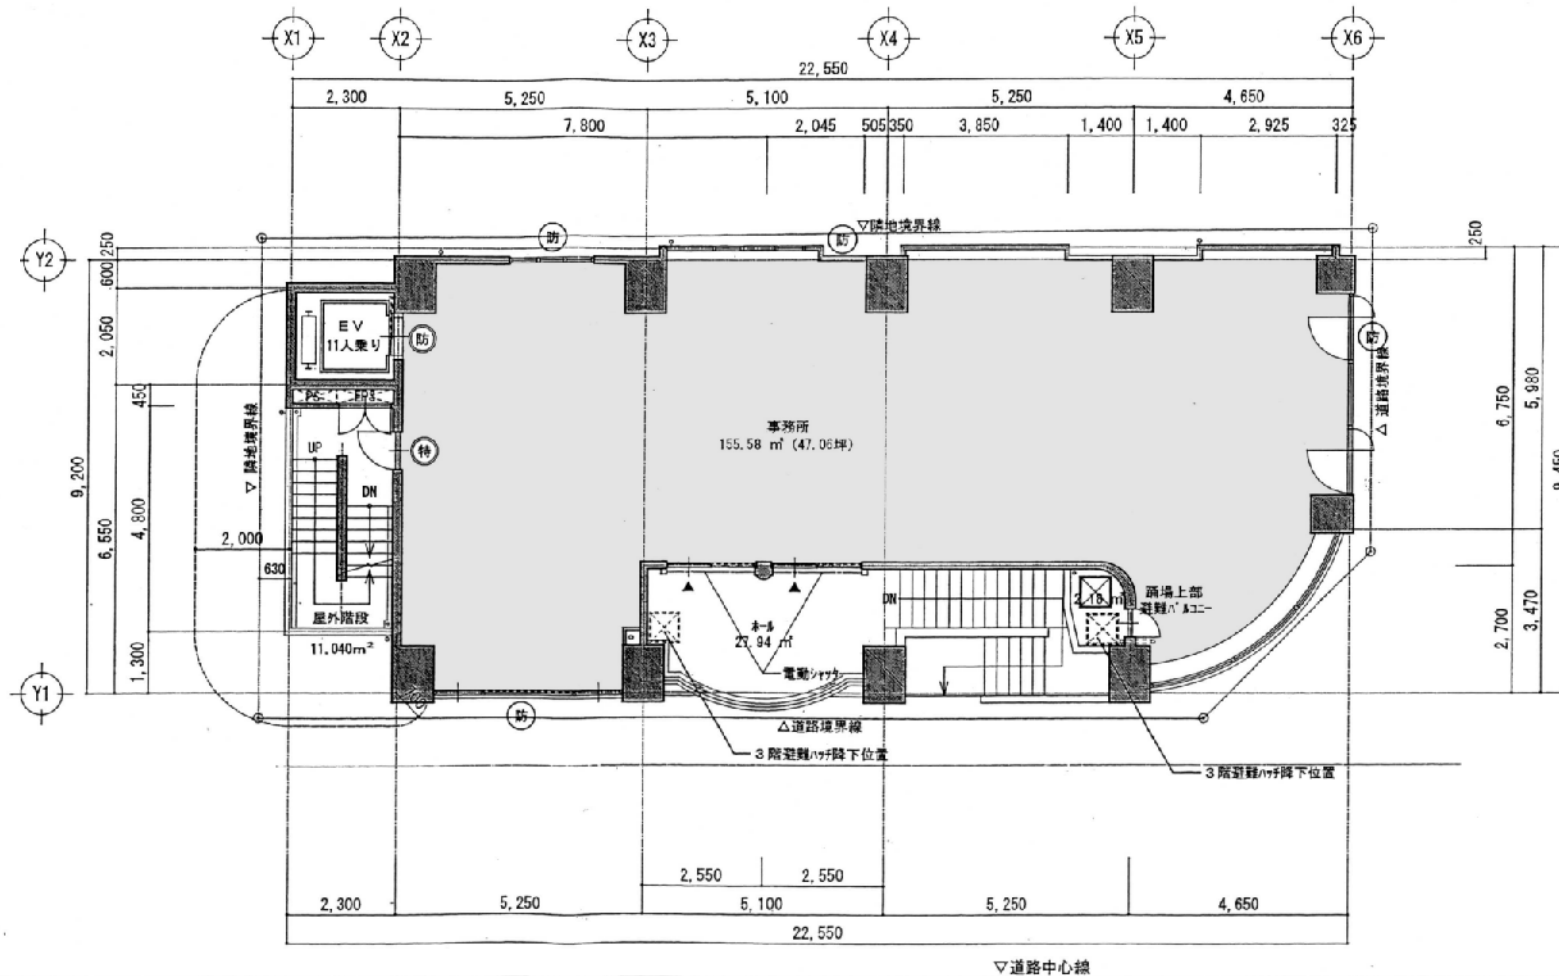 X1 X2 X3 X4 X5 X6
22,550
2,300 5,250 5,100 5,250 4,650
7,800 2,045 505 350 3,850 1,400 1,400 2,925 325
▽隣地境界線
防 防
250
Y2
250
600
EV
11人乗り
防
防
2,050
△ 道路境界線
PS EPS
450
▽ 隣地境界線
事務所
155.58 ㎡ (47.06坪)
6,750
5,980
UP
特
9,200
DN
4,800
6,550
2,000
630
DN
踊場上部
避難バルコニー
屋外階段
ホール
27.94 ㎡
2,700
3,470
11.040m²
1,300
電動シャッター
Y1
防
△道路境界線
3階避難ハッチ降下位置
3階避難ハッチ降下位置
2,550 2,550
2,300 5,250 5,100 5,250 4,650
22,550
▽道路中心線